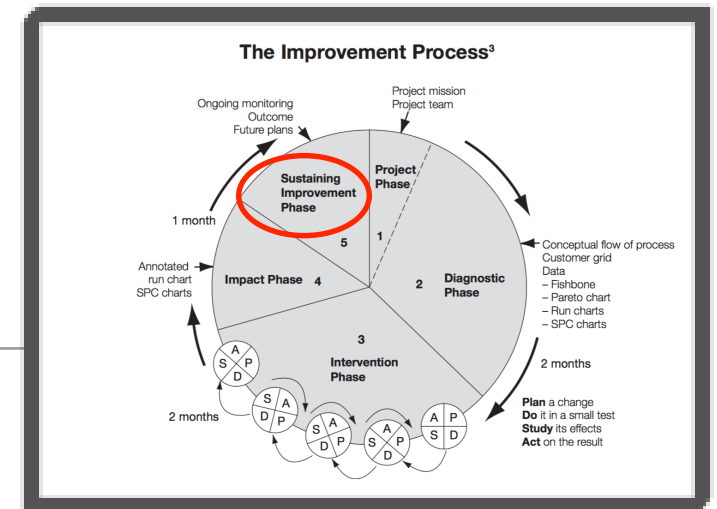 The Improvement Process³
Project mission
Project team
Ongoing monitoring
Outcome
Future plans
Sustaining
Improvement
Phase
5
Project
Phase
1
1 month
Conceptual flow of process
Customer grid
Data
– Fishbone
– Pareto chart
– Run charts
– SPC charts
Annotated
run chart
SPC charts
Impact Phase 4
2 Diagnostic
Phase
3
Intervention
Phase
2 months
Plan a change
Do it in a small test
Study its effects
Act on the result
2 months
A
S P
D
S A
D P
S A
D P
A
S P
D
A P
S D